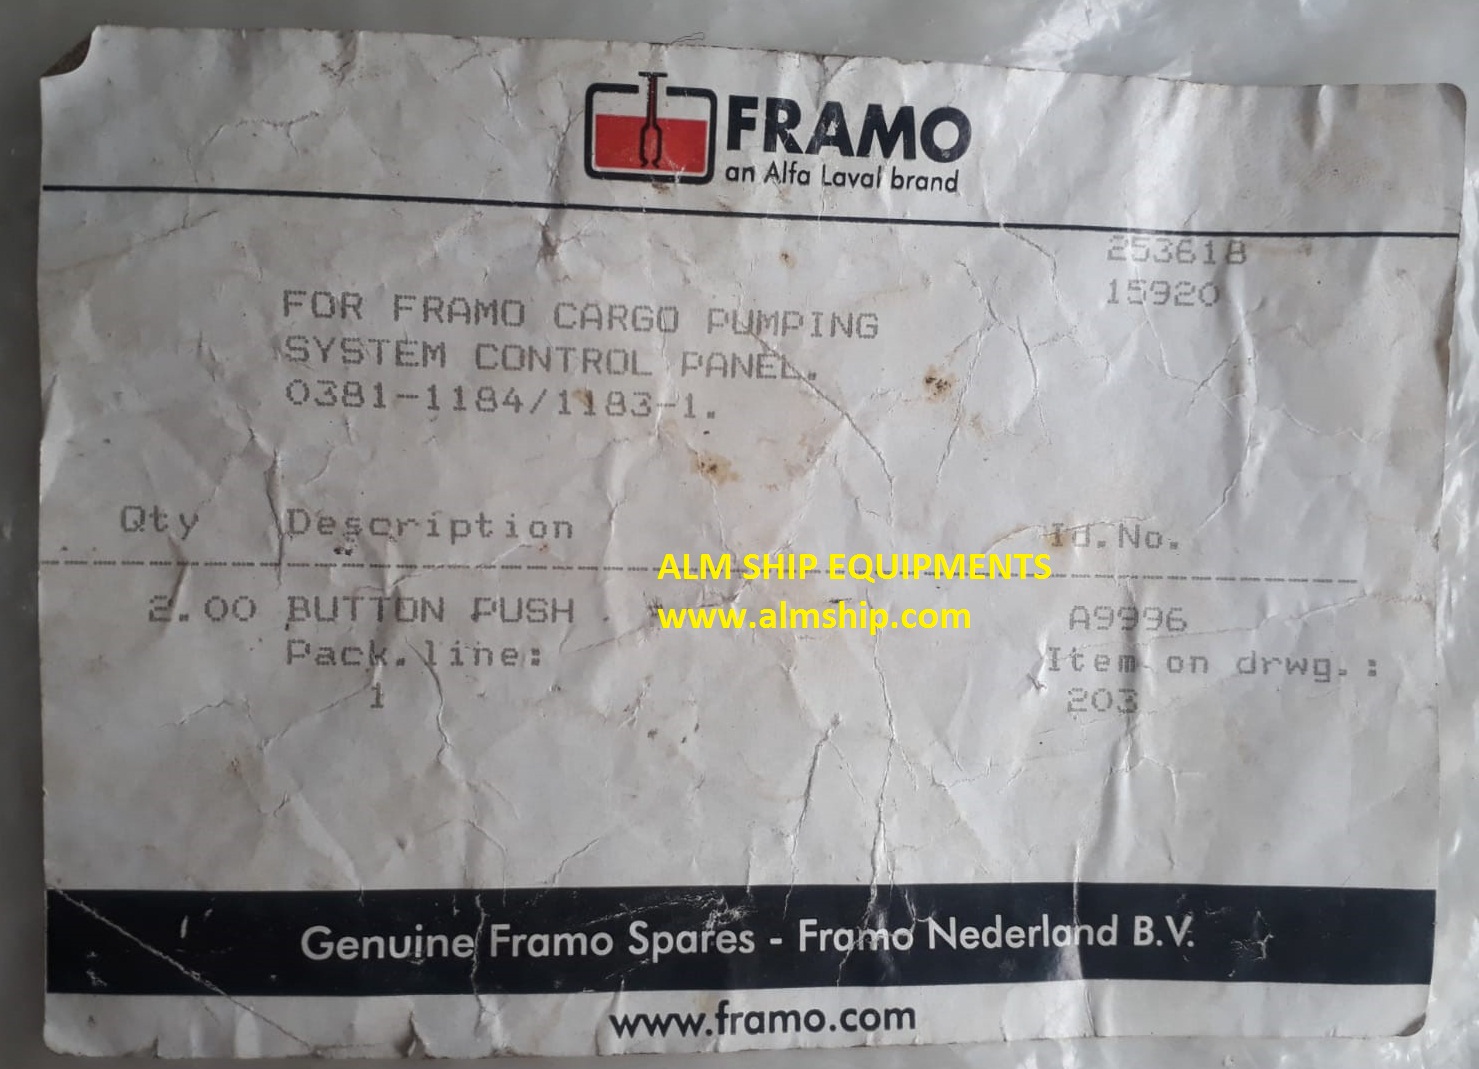 FRAMO
an Alfa Laval brand
253618
15920
FOR FRAMO CARGO PUMPING
SYSTEM CONTROL PANEL.
0381-1184/1183-1.
Qty Description Id.No.
ALM SHIP EQUIPMENTS
2.00 BUTTON PUSH . A9996
www.almship.com
Pack.line: Item on drwg.:
1 203
Genuine Framo Spares - Framo Nederland B.V.
www.framo.com